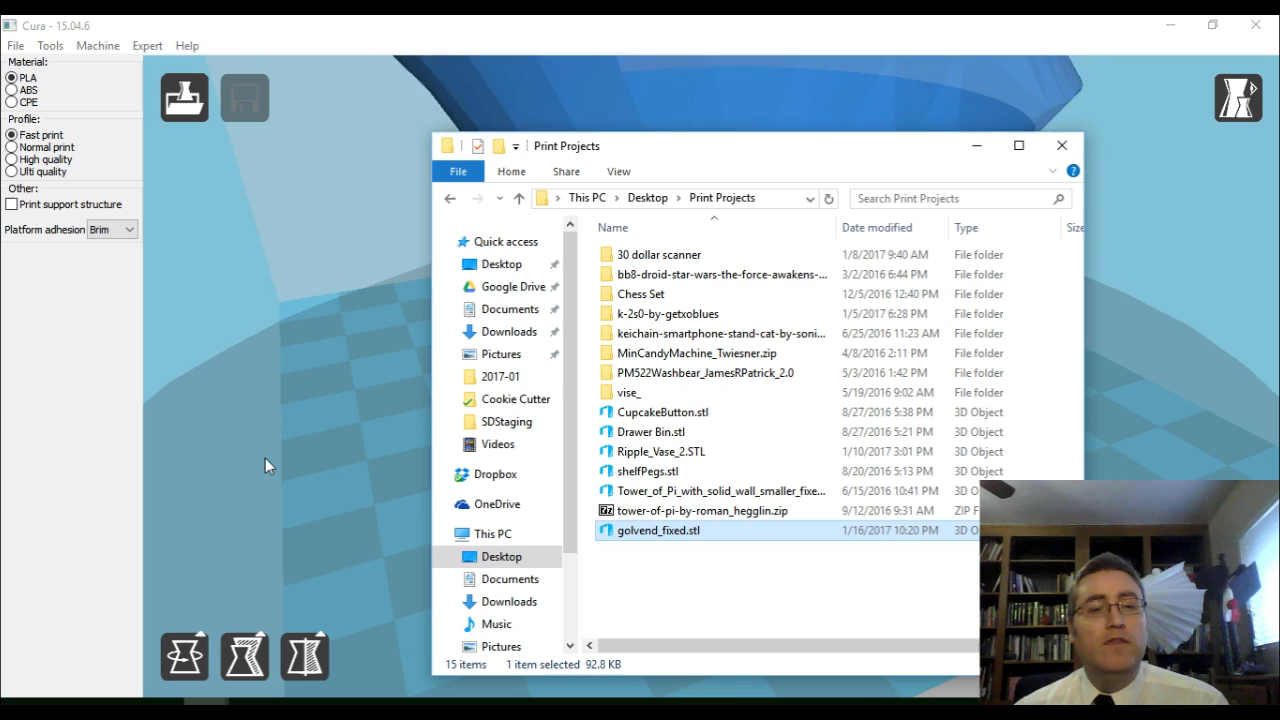 Cura - 15.04.6
File Tools Machine Expert Help
Material:
PLA
ABS
CPE
Profile:
Fast print
Normal print
High quality
Ulti quality
Other:
Print support structure
Platform adhesion Brim
Print Projects
File Home Share View
This PC Desktop Print Projects
Search Print Projects
Quick access
Desktop
Google Drive
Documents
Downloads
Pictures
2017-01
Cookie Cutter
SDStaging
Videos
Dropbox
OneDrive
This PC
Desktop
Documents
Downloads
Music
Pictures
Name Date modified Type Size
30 dollar scanner 1/8/2017 9:40 AM File folder
bb8-droid-star-wars-the-force-awakens-... 3/2/2016 6:44 PM File folder
Chess Set 12/5/2016 12:40 PM File folder
k-2s0-by-getxoblues 1/5/2017 6:28 PM File folder
keichain-smartphone-stand-cat-by-soni... 6/25/2016 11:23 AM File folder
MinCandyMachine_Twiesner.zip 4/8/2016 2:11 PM File folder
PM522Washbear_JamesRPatrick_2.0 5/3/2016 1:42 PM File folder
vise_ 5/19/2016 9:02 AM File folder
CupcakeButton.stl 8/27/2016 5:38 PM 3D Object
Drawer Bin.stl 8/27/2016 5:21 PM 3D Object
Ripple_Vase_2.STL 1/10/2017 3:01 PM 3D Object
shelfPegs.stl 8/20/2016 5:13 PM 3D Object
Tower_of_Pi_with_solid_wall_smaller_fixe... 6/15/2016 10:41 PM 3D O
tower-of-pi-by-roman_hegglin.zip 9/12/2016 9:31 AM ZIP F
golvend_fixed.stl 1/16/2017 10:20 PM 3D O
15 items 1 item selected 92.8 KB